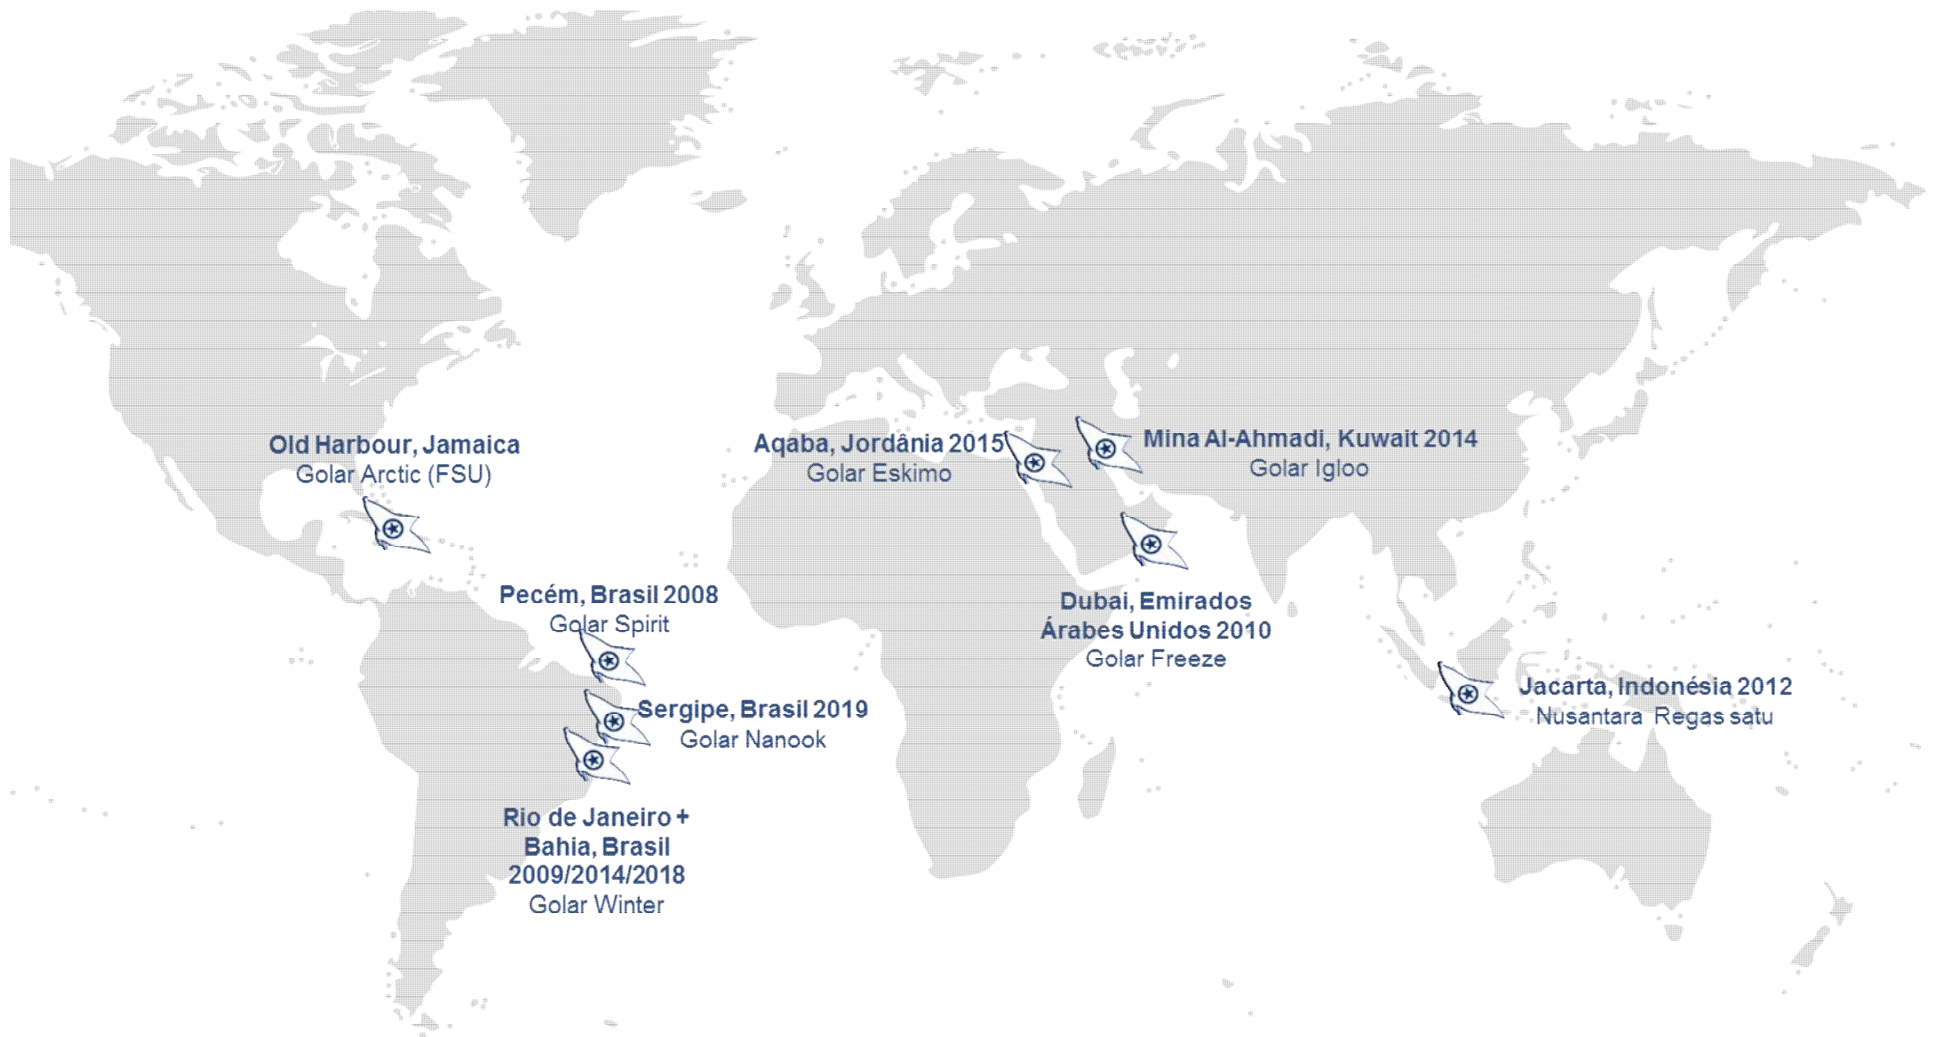 Old Harbour, Jamaica
Golar Arctic (FSU)
Aqaba, Jordânia 2015
Golar Eskimo
Mina Al-Ahmadi, Kuwait 2014
Golar Igloo
Pecém, Brasil 2008
Golar Spirit
Dubai, Emirados
Árabes Unidos 2010
Golar Freeze
Sergipe, Brasil 2019
Golar Nanook
Jacarta, Indonésia 2012
Nusantara Regas satu
Rio de Janeiro +
Bahia, Brasil
2009/2014/2018
Golar Winter